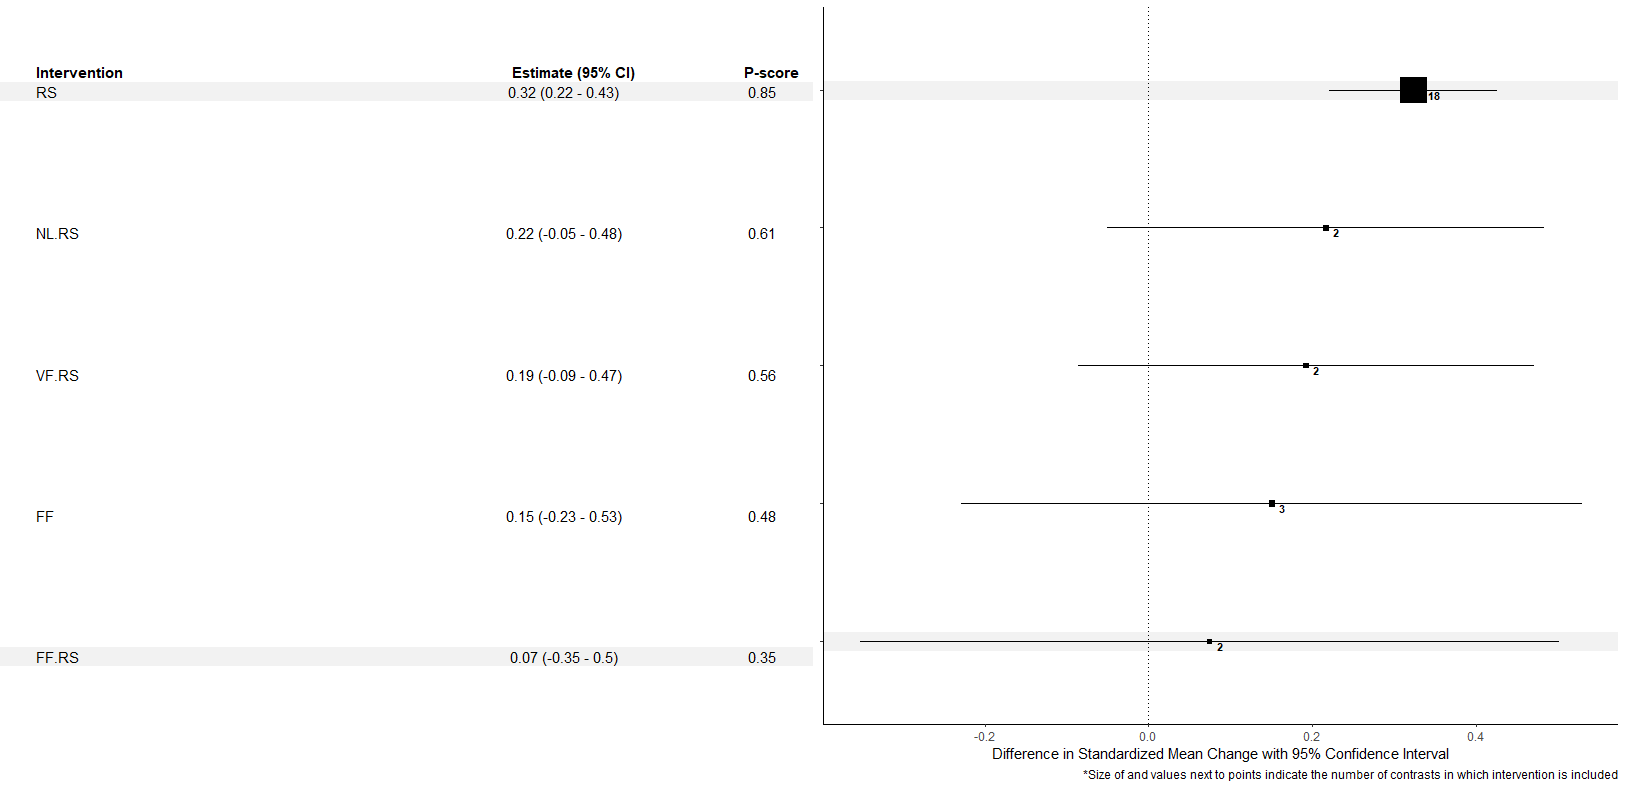 Intervention Estimate (95% CI) P-score
RS 0.32 (0.22 - 0.43) 0.85
18
NL.RS 0.22 (-0.05 - 0.48) 0.61
2
VF.RS 0.19 (-0.09 - 0.47) 0.56
2
FF 0.15 (-0.23 - 0.53) 0.48
3
FF.RS 0.07 (-0.35 - 0.5) 0.35
2
-0.2 0.0 0.2 0.4
Difference in Standardized Mean Change with 95% Confidence Interval
*Size of and values next to points indicate the number of contrasts in which intervention is included